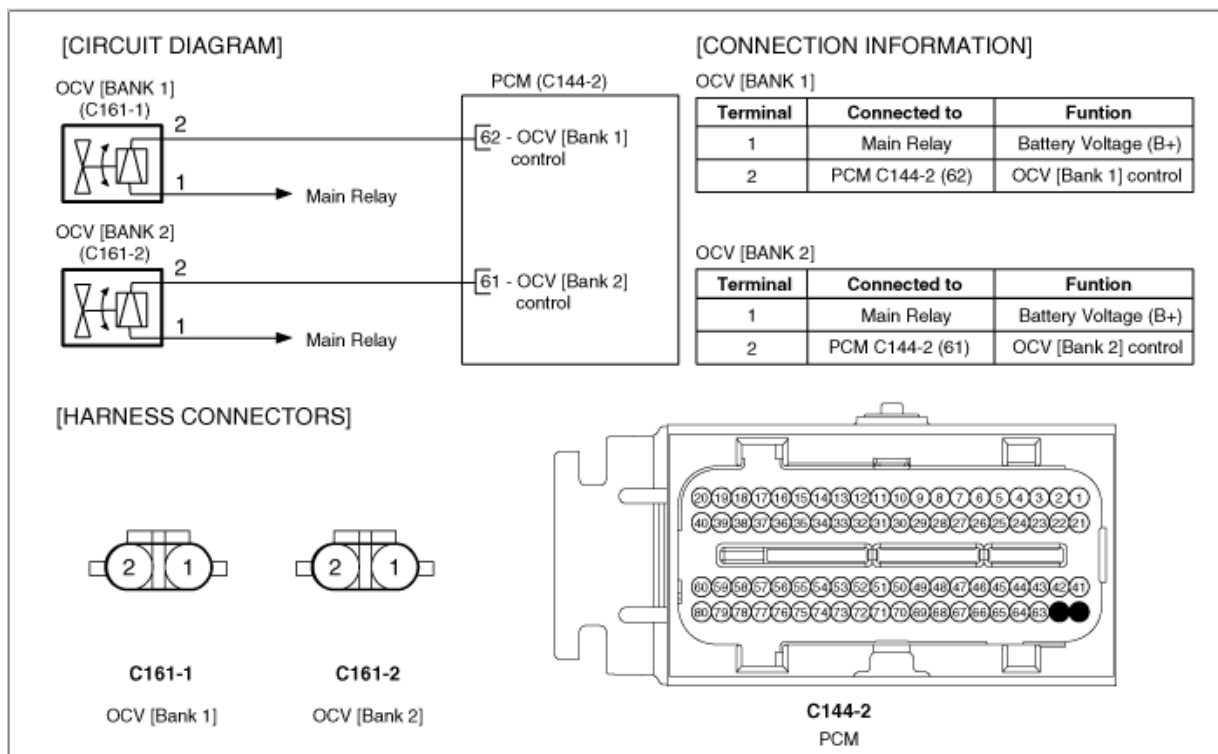 [CIRCUIT DIAGRAM]
OCV [BANK 1]
(C161-1)
2
1
Main Relay
OCV [BANK 2]
(C161-2)
2
1
Main Relay
PCM (C144-2)
62 - OCV [Bank 1]
control
61 - OCV [Bank 2]
control
[CONNECTION INFORMATION]
OCV [BANK 1]
Terminal Connected to Funtion
1 Main Relay Battery Voltage (B+)
2 PCM C144-2 (62) OCV [Bank 1] control
OCV [BANK 2]
Terminal Connected to Funtion
1 Main Relay Battery Voltage (B+)
2 PCM C144-2 (61) OCV [Bank 2] control
[HARNESS CONNECTORS]
2 1
C161-1
OCV [Bank 1]
2 1
C161-2
OCV [Bank 2]
20 19 18 17 16 15 14 13 12 11 10 9 8 7 6 5 4 3 2 1
40 39 38 37 36 35 34 33 32 31 30 29 28 27 26 25 24 23 22 21
60 59 58 57 56 55 54 53 52 51 50 49 48 47 46 45 44 43 42 41
80 79 78 77 76 75 74 73 72 71 70 69 68 67 66 65 64 63
C144-2
PCM